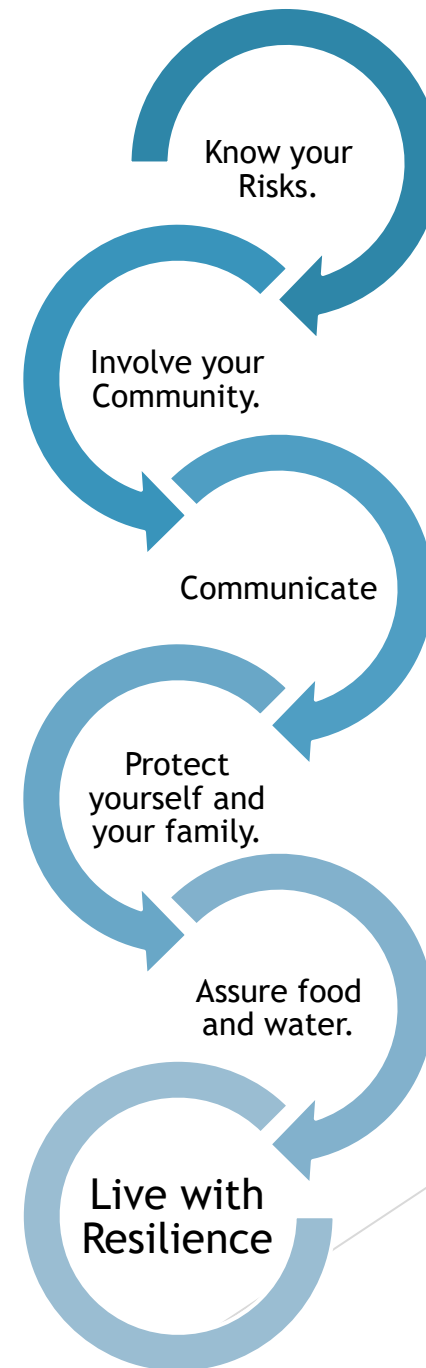 Know your
Risks.
Involve your
Community.
Communicate
Protect
yourself and
your family.
Assure food
and water.
Live with
Resilience